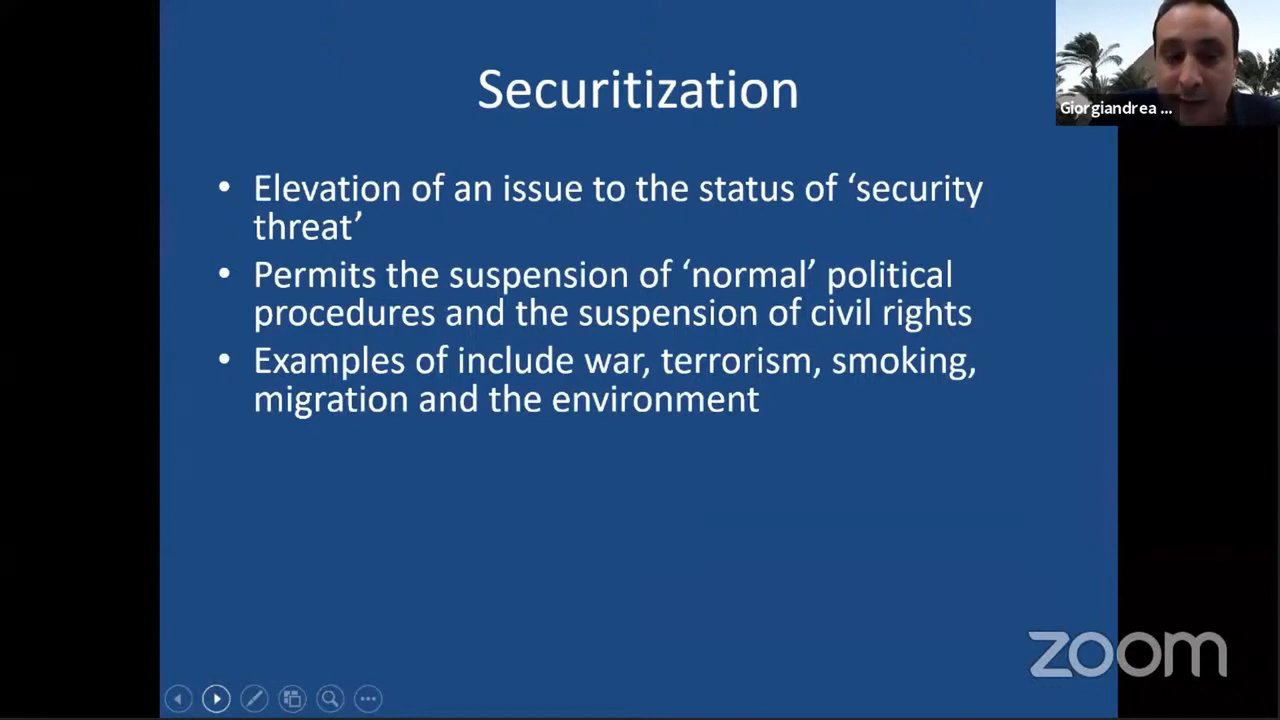 Securitization
• Elevation of an issue to the status of ‘security
threat’
• Permits the suspension of ‘normal’ political
procedures and the suspension of civil rights
• Examples of include war, terrorism, smoking,
migration and the environment
Giorgiandrea ...
zoom